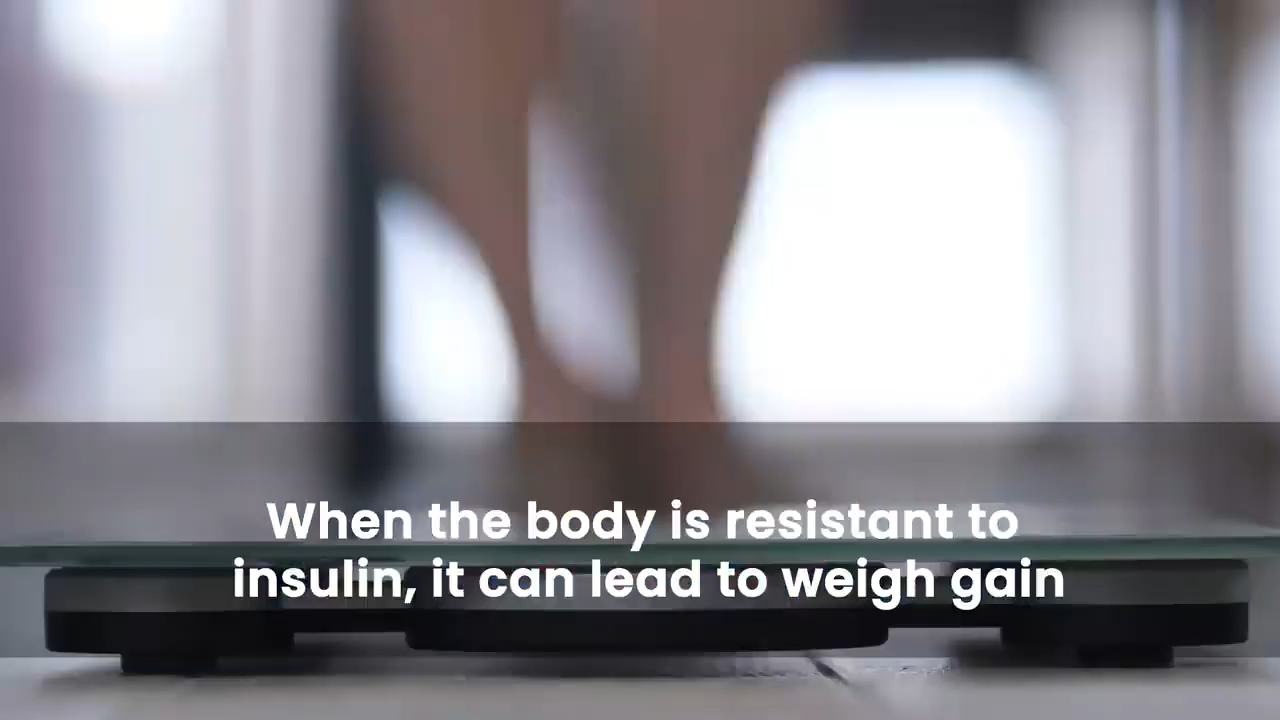 When the body is resistant to
insulin, it can lead to weigh gain